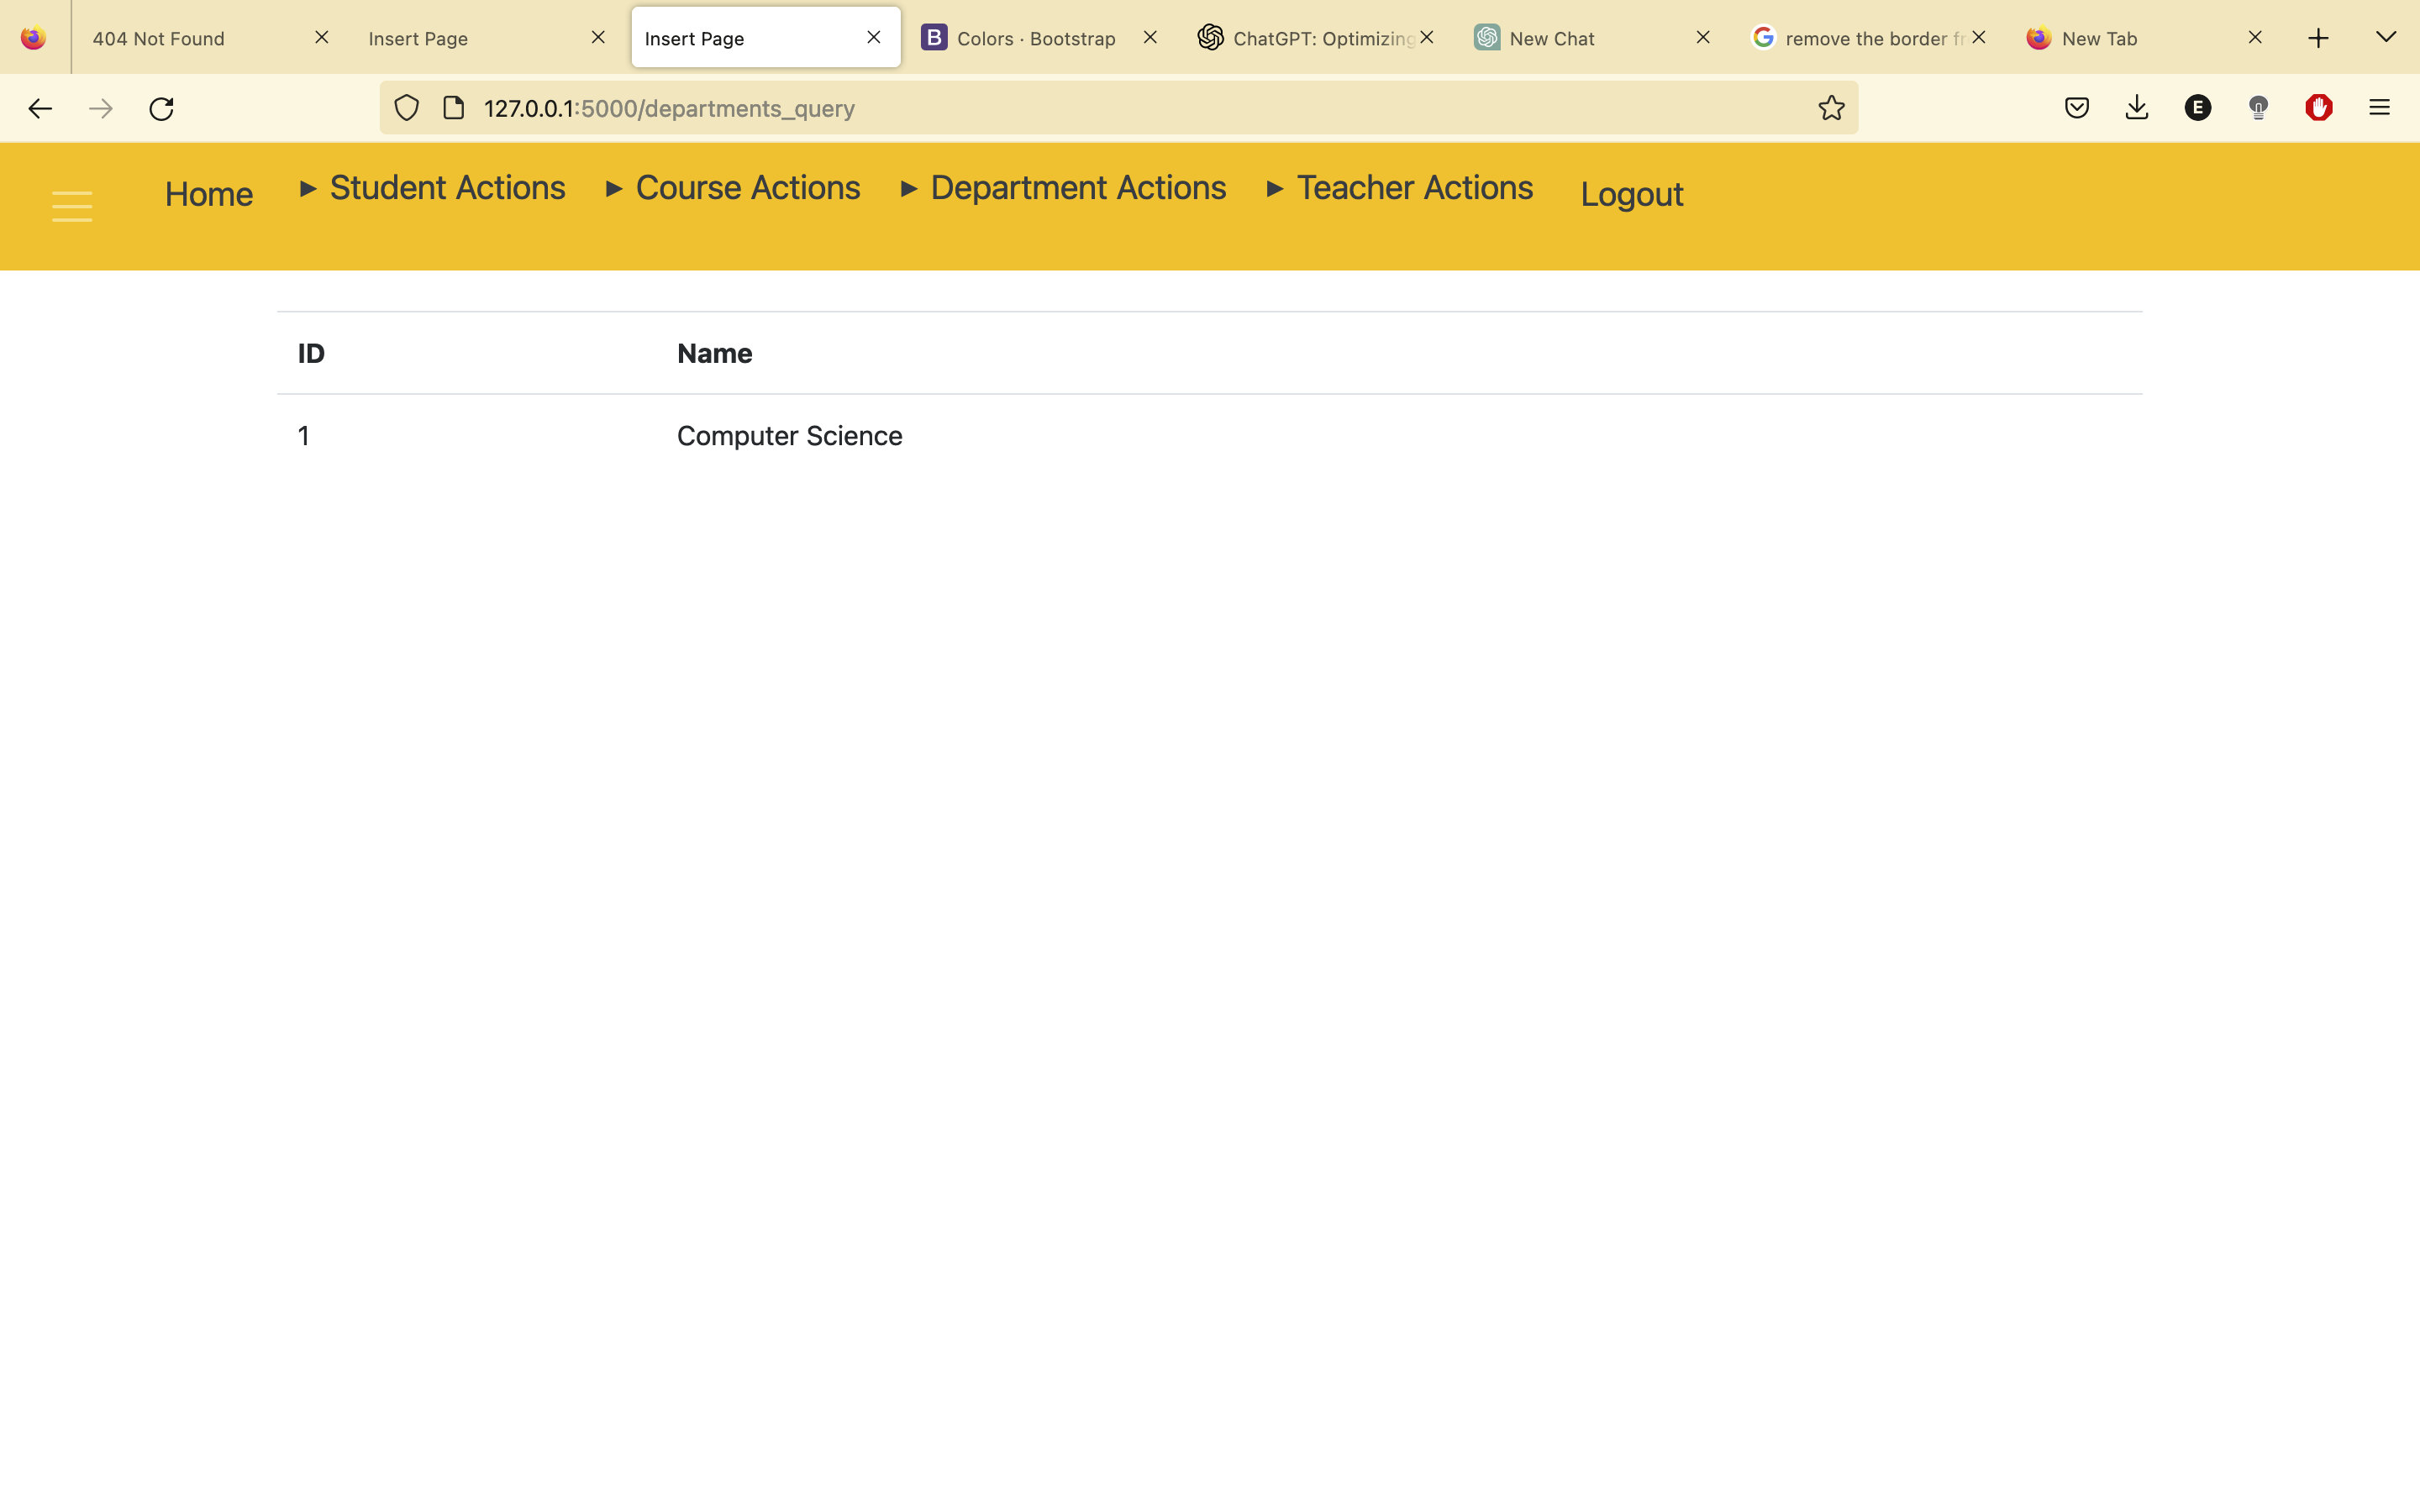 404 Not Found
Insert Page
Insert Page
B Colors · Bootstrap
ChatGPT: Optimizing
New Chat
G remove the border fr
New Tab
127.0.0.1:5000/departments_query
E
Home
Student Actions
Course Actions
Department Actions
Teacher Actions
Logout
ID Name
1 Computer Science